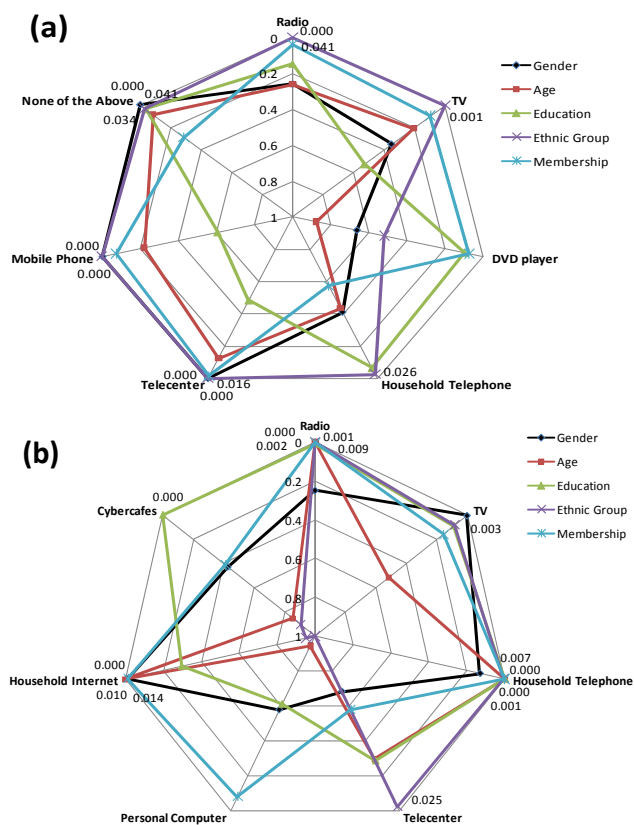 (a)
Radio
0
0.000
0.041
0.2
0.4
0.6
0.8
1
TV
0.001
DVD player
Household Telephone
0.026
Telecenter
0.000
0.016
0.000
Mobile Phone
0.000
0.000
None of the Above
0.000
0.041
0.034
Gender
Age
Education
Ethnic Group
Membership
(b)
Radio
0.000
0.002
0
0.001
0.009
0.2
0.4
0.6
0.8
1
TV
0.003
Household Telephone
0.007
0.000
0.000
0.001
Telecenter
0.025
Personal Computer
Household Internet
0.000
0.010
0.014
Cybercafes
0.000
Gender
Age
Education
Ethnic Group
Membership